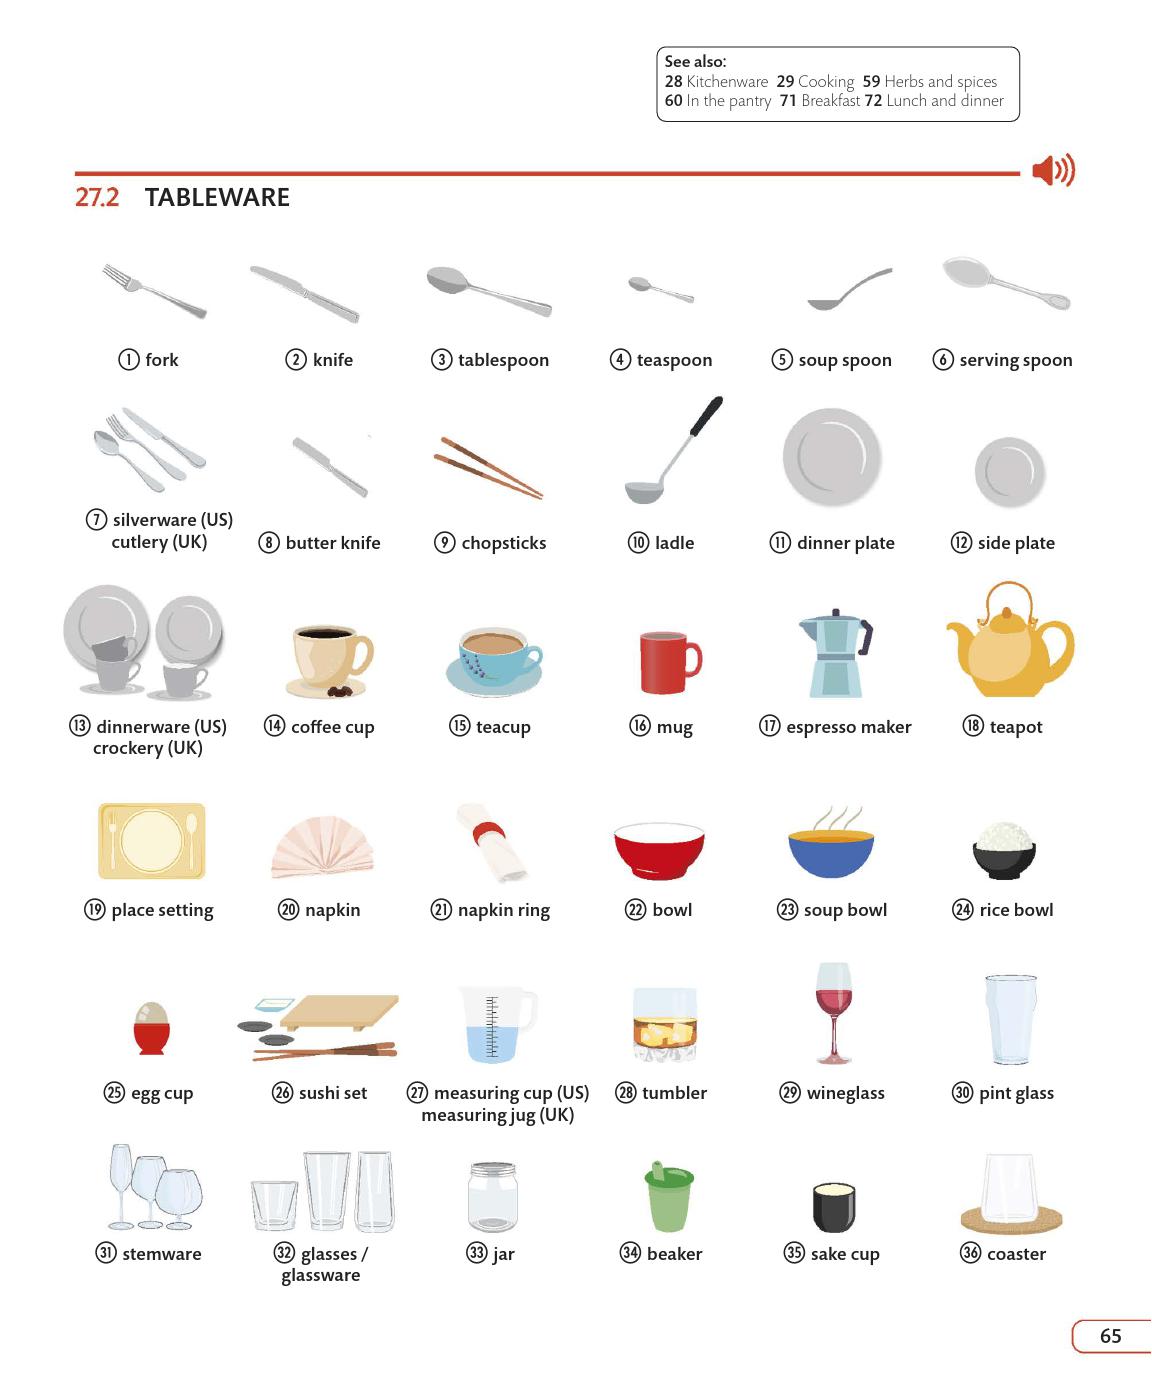 See also:
28 Kitchenware 29 Cooking 59 Herbs and spices
60 In the pantry 71 Breakfast 72 Lunch and dinner
27.2 TABLEWARE
1 fork
2 knife
3 tablespoon
4 teaspoon
5 soup spoon
6 serving spoon
7 silverware (US)
cutlery (UK)
8 butter knife
9 chopsticks
10 ladle
11 dinner plate
12 side plate
13 dinnerware (US)
crockery (UK)
14 coffee cup
15 teacup
16 mug
17 espresso maker
18 teapot
19 place setting
20 napkin
21 napkin ring
22 bowl
23 soup bowl
24 rice bowl
25 egg cup
26 sushi set
27 measuring cup (US)
measuring jug (UK)
28 tumbler
29 wineglass
30 pint glass
31 stemware
32 glasses /
glassware
33 jar
34 beaker
35 sake cup
36 coaster
65